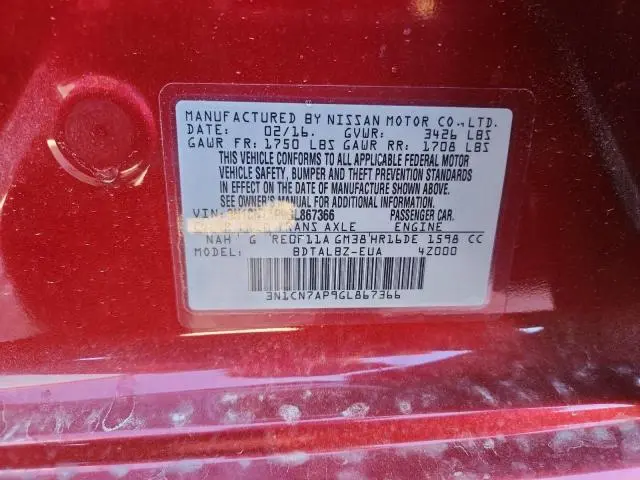 MANUFACTURED BY NISSAN MOTOR CO.,LTD.
DATE: 02/16. GVWR: 3426 LBS
GAWR FR: 1750 LBS GAWR RR: 1708 LBS
THIS VEHICLE CONFORMS TO ALL APPLICABLE FEDERAL MOTOR
VEHICLE SAFETY, BUMPER AND THEFT PREVENTION STANDARDS
IN EFFECT ON THE DATE OF MANUFACTURE SHOWN ABOVE.
SEE OWNER'S MANUAL FOR ADDITIONAL INFORMATION.
VIN: 3N1CN7AP9GL867366 PASSENGER CAR.
TRANS AXLE ENGINE
NAH G RE0F11A GM38 HR16DE 1598 CC
BDTALBZ-EUA 4Z000
3N1CN7AP9GL867366